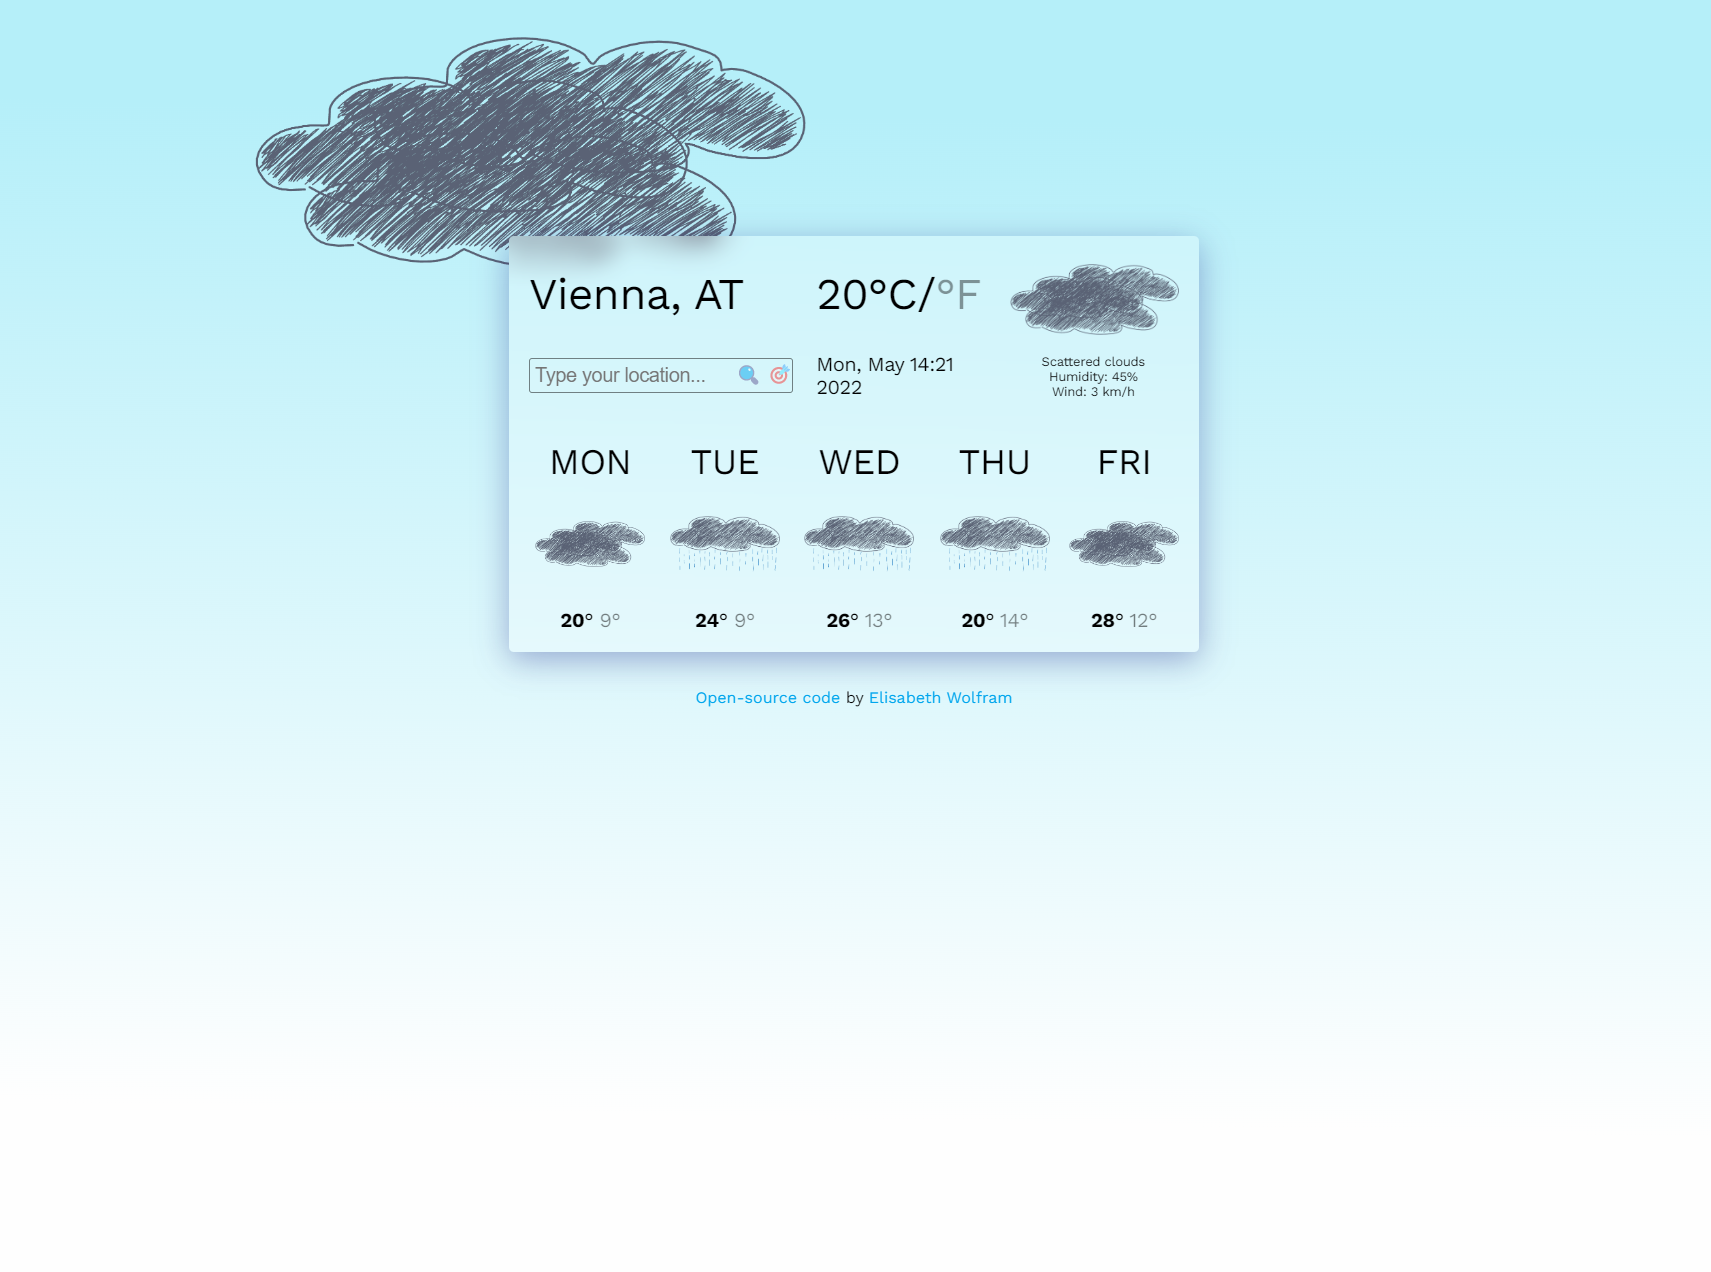 Vienna, AT
20°C/°F
Type your location...
Mon, May 14:21
2022
Scattered clouds
Humidity: 45%
Wind: 3 km/h
MON TUE WED THU FRI
20° 9° 24° 9° 26° 13° 20° 14° 28° 12°
Open-source code by Elisabeth Wolfram